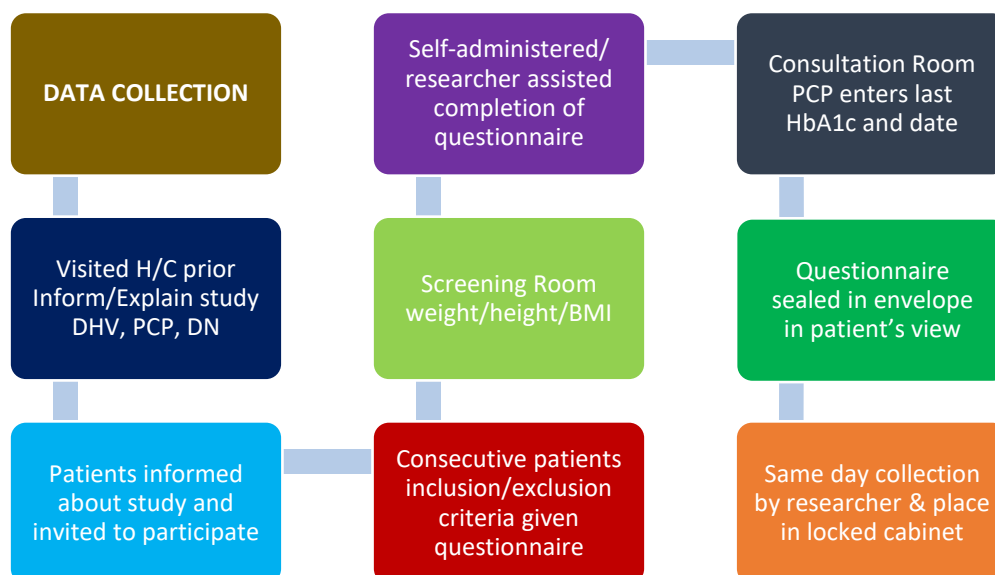 DATA COLLECTION
Visited H/C prior
Inform/Explain study
DHV, PCP, DN
Patients informed
about study and
invited to participate
Consecutive patients
inclusion/exclusion
criteria given
questionnaire
Screening Room
weight/height/BMI
Self-administered/
researcher assisted
completion of
questionnaire
Consultation Room
PCP enters last
HbA1c and date
Questionnaire
sealed in envelope
in patient’s view
Same day collection
by researcher & place
in locked cabinet